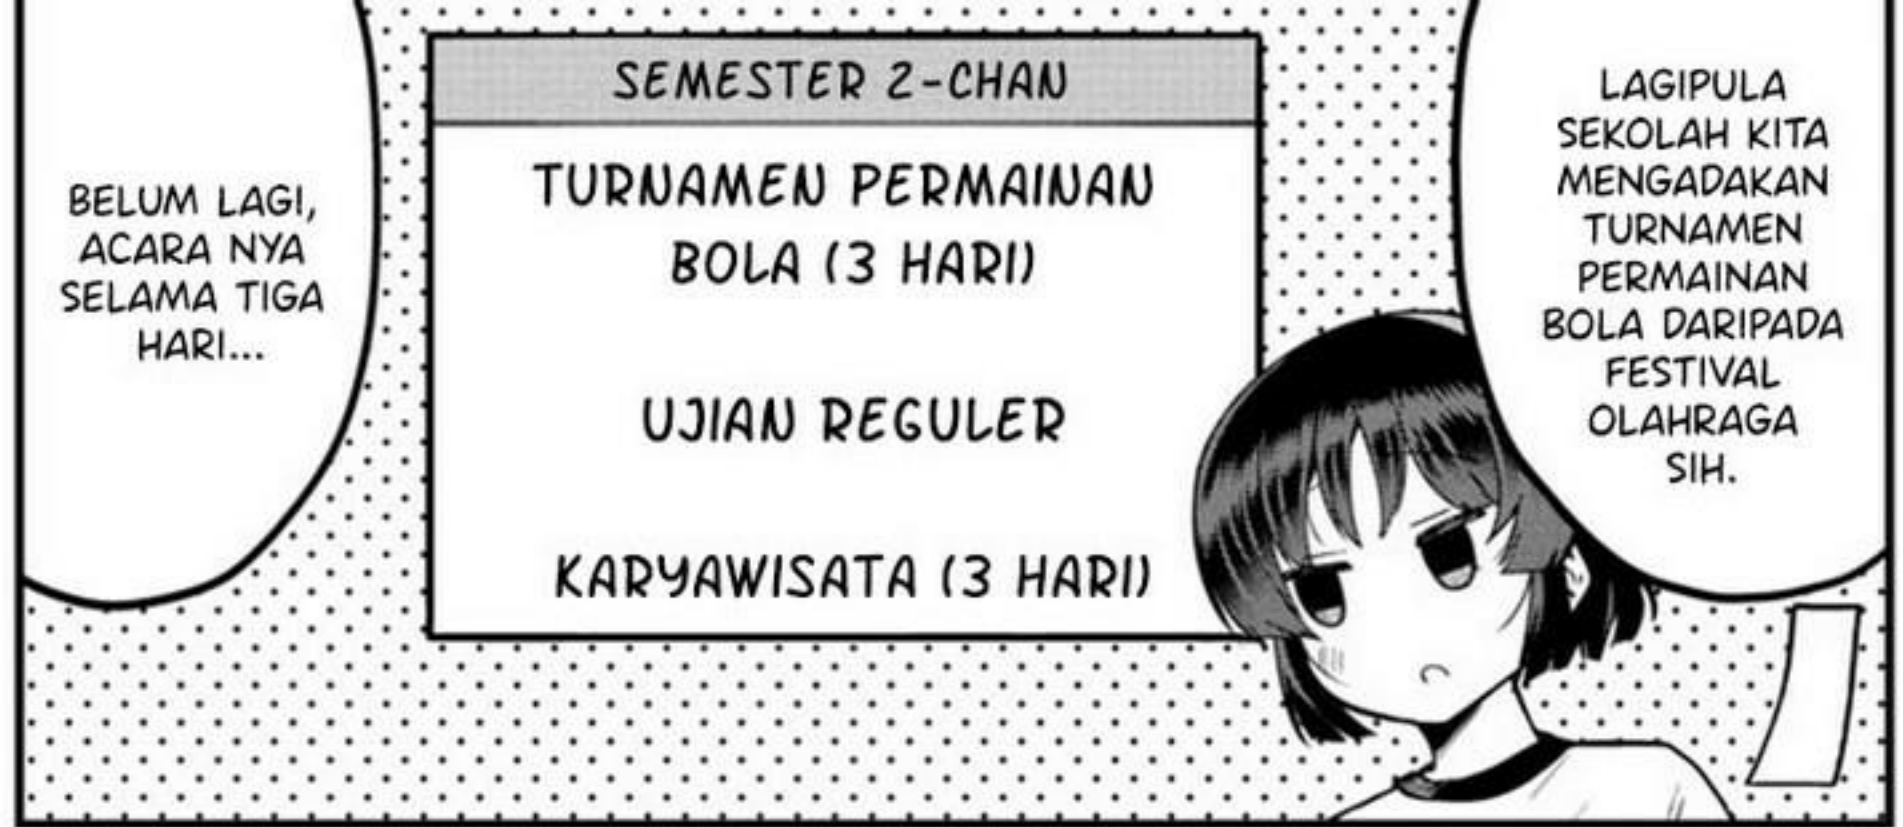 LAGIPULA
SEKOLAH KITA
MENGADAKAN
TURNAMEN
PERMAINAN
BOLA DARIPADA
FESTIVAL
OLAHRAGA
SIH.
SEMESTER 2-CHAN
TURNAMEN PERMAINAN
BOLA (3 HARI)
UJIAN REGULER
KARYAWISATA (3 HARI)
BELUM LAGI,
ACARA NYA
SELAMA TIGA
HARI...